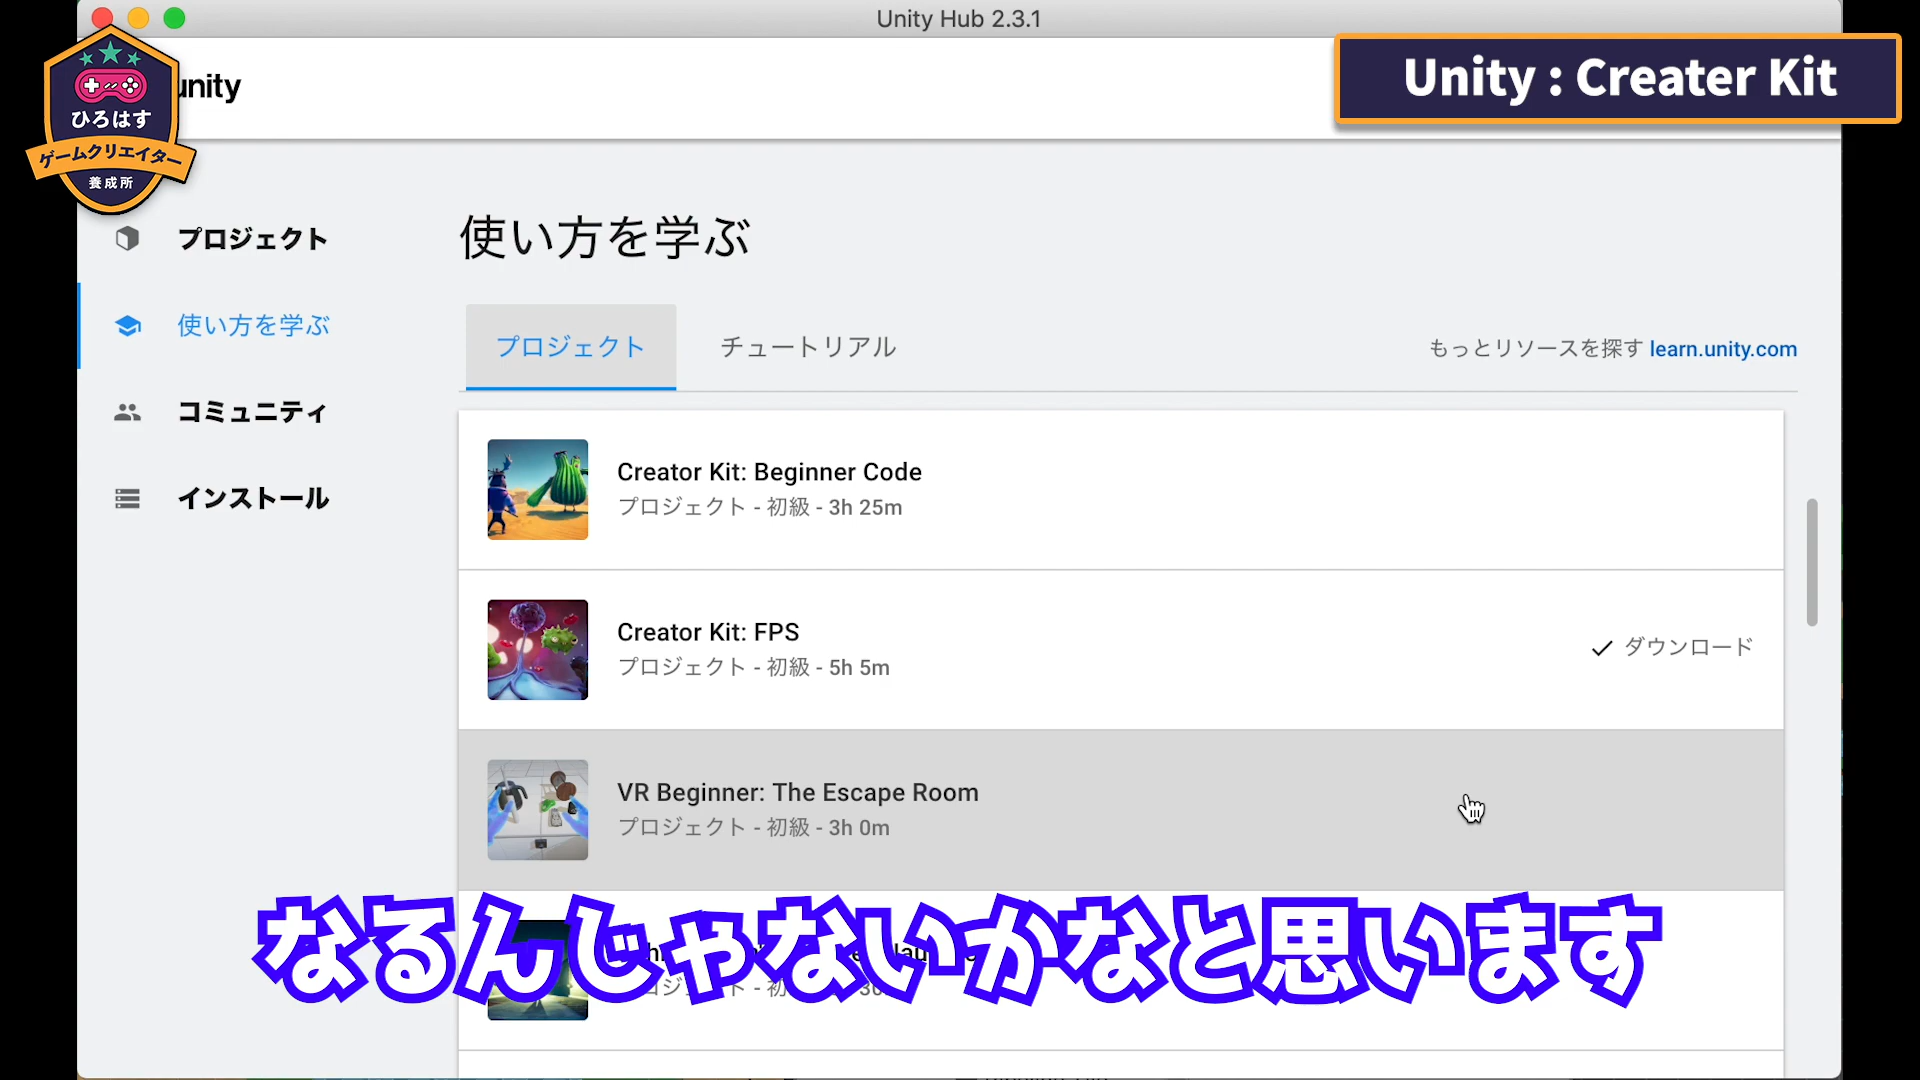 Unity Hub 2.3.1
unity
Unity : Creater Kit
ひろはす
ゲームクリエイター
養成所
プロジェクト
使い方を学ぶ
コミュニティ
インストール
使い方を学ぶ
プロジェクト
チュートリアル
もっとリソースを探す learn.unity.com
Creator Kit: Beginner Code
プロジェクト - 初級 - 3h 25m
Creator Kit: FPS
プロジェクト - 初級 - 5h 5m
ダウンロード
VR Beginner: The Escape Room
プロジェクト - 初級 - 3h 0m
なるんじゃないかなと思います